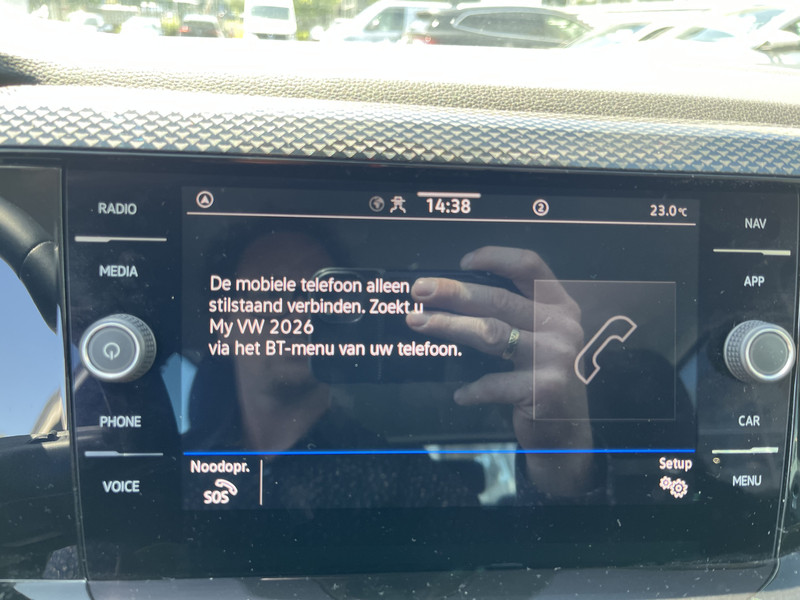 RADIO
MEDIA
PHONE
VOICE
14:38
2
23.0°C
De mobiele telefoon alleen
stilstaand verbinden. Zoekt u
My VW 2026
via het BT-menu van uw telefoon.
Noodopr.
SOS
Setup
NAV
APP
CAR
MENU